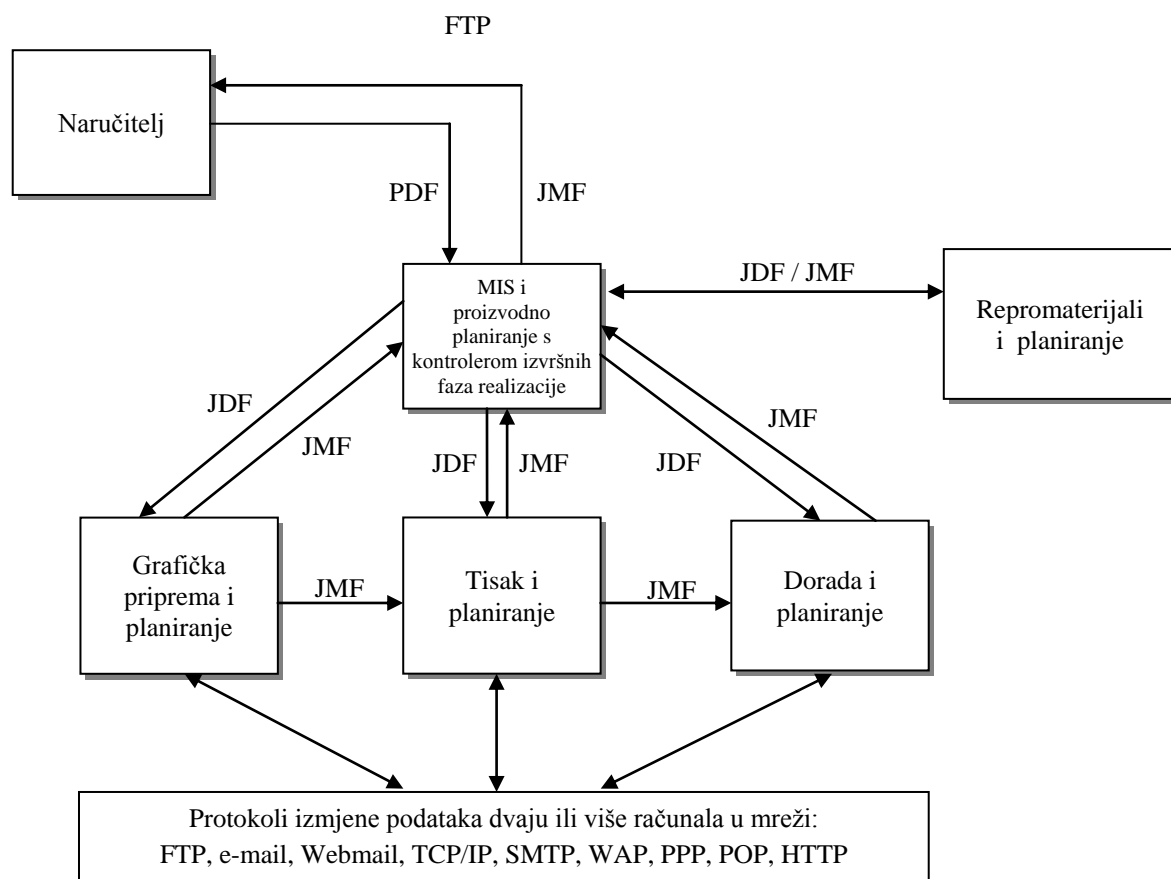 FTP
Naručitelj
PDF
JMF
MIS i
proizvodno
planiranje s
kontrolerom izvršnih
faza realizacije
JDF / JMF
Repromaterijali
i planiranje
JDF
JMF
JDF
JMF
JDF
JMF
Grafička
priprema i
planiranje
JMF
Tisak i
planiranje
JMF
Dorada i
planiranje
Protokoli izmjene podataka dvaju ili više računala u mreži:
FTP, e-mail, Webmail, TCP/IP, SMTP, WAP, PPP, POP, HTTP